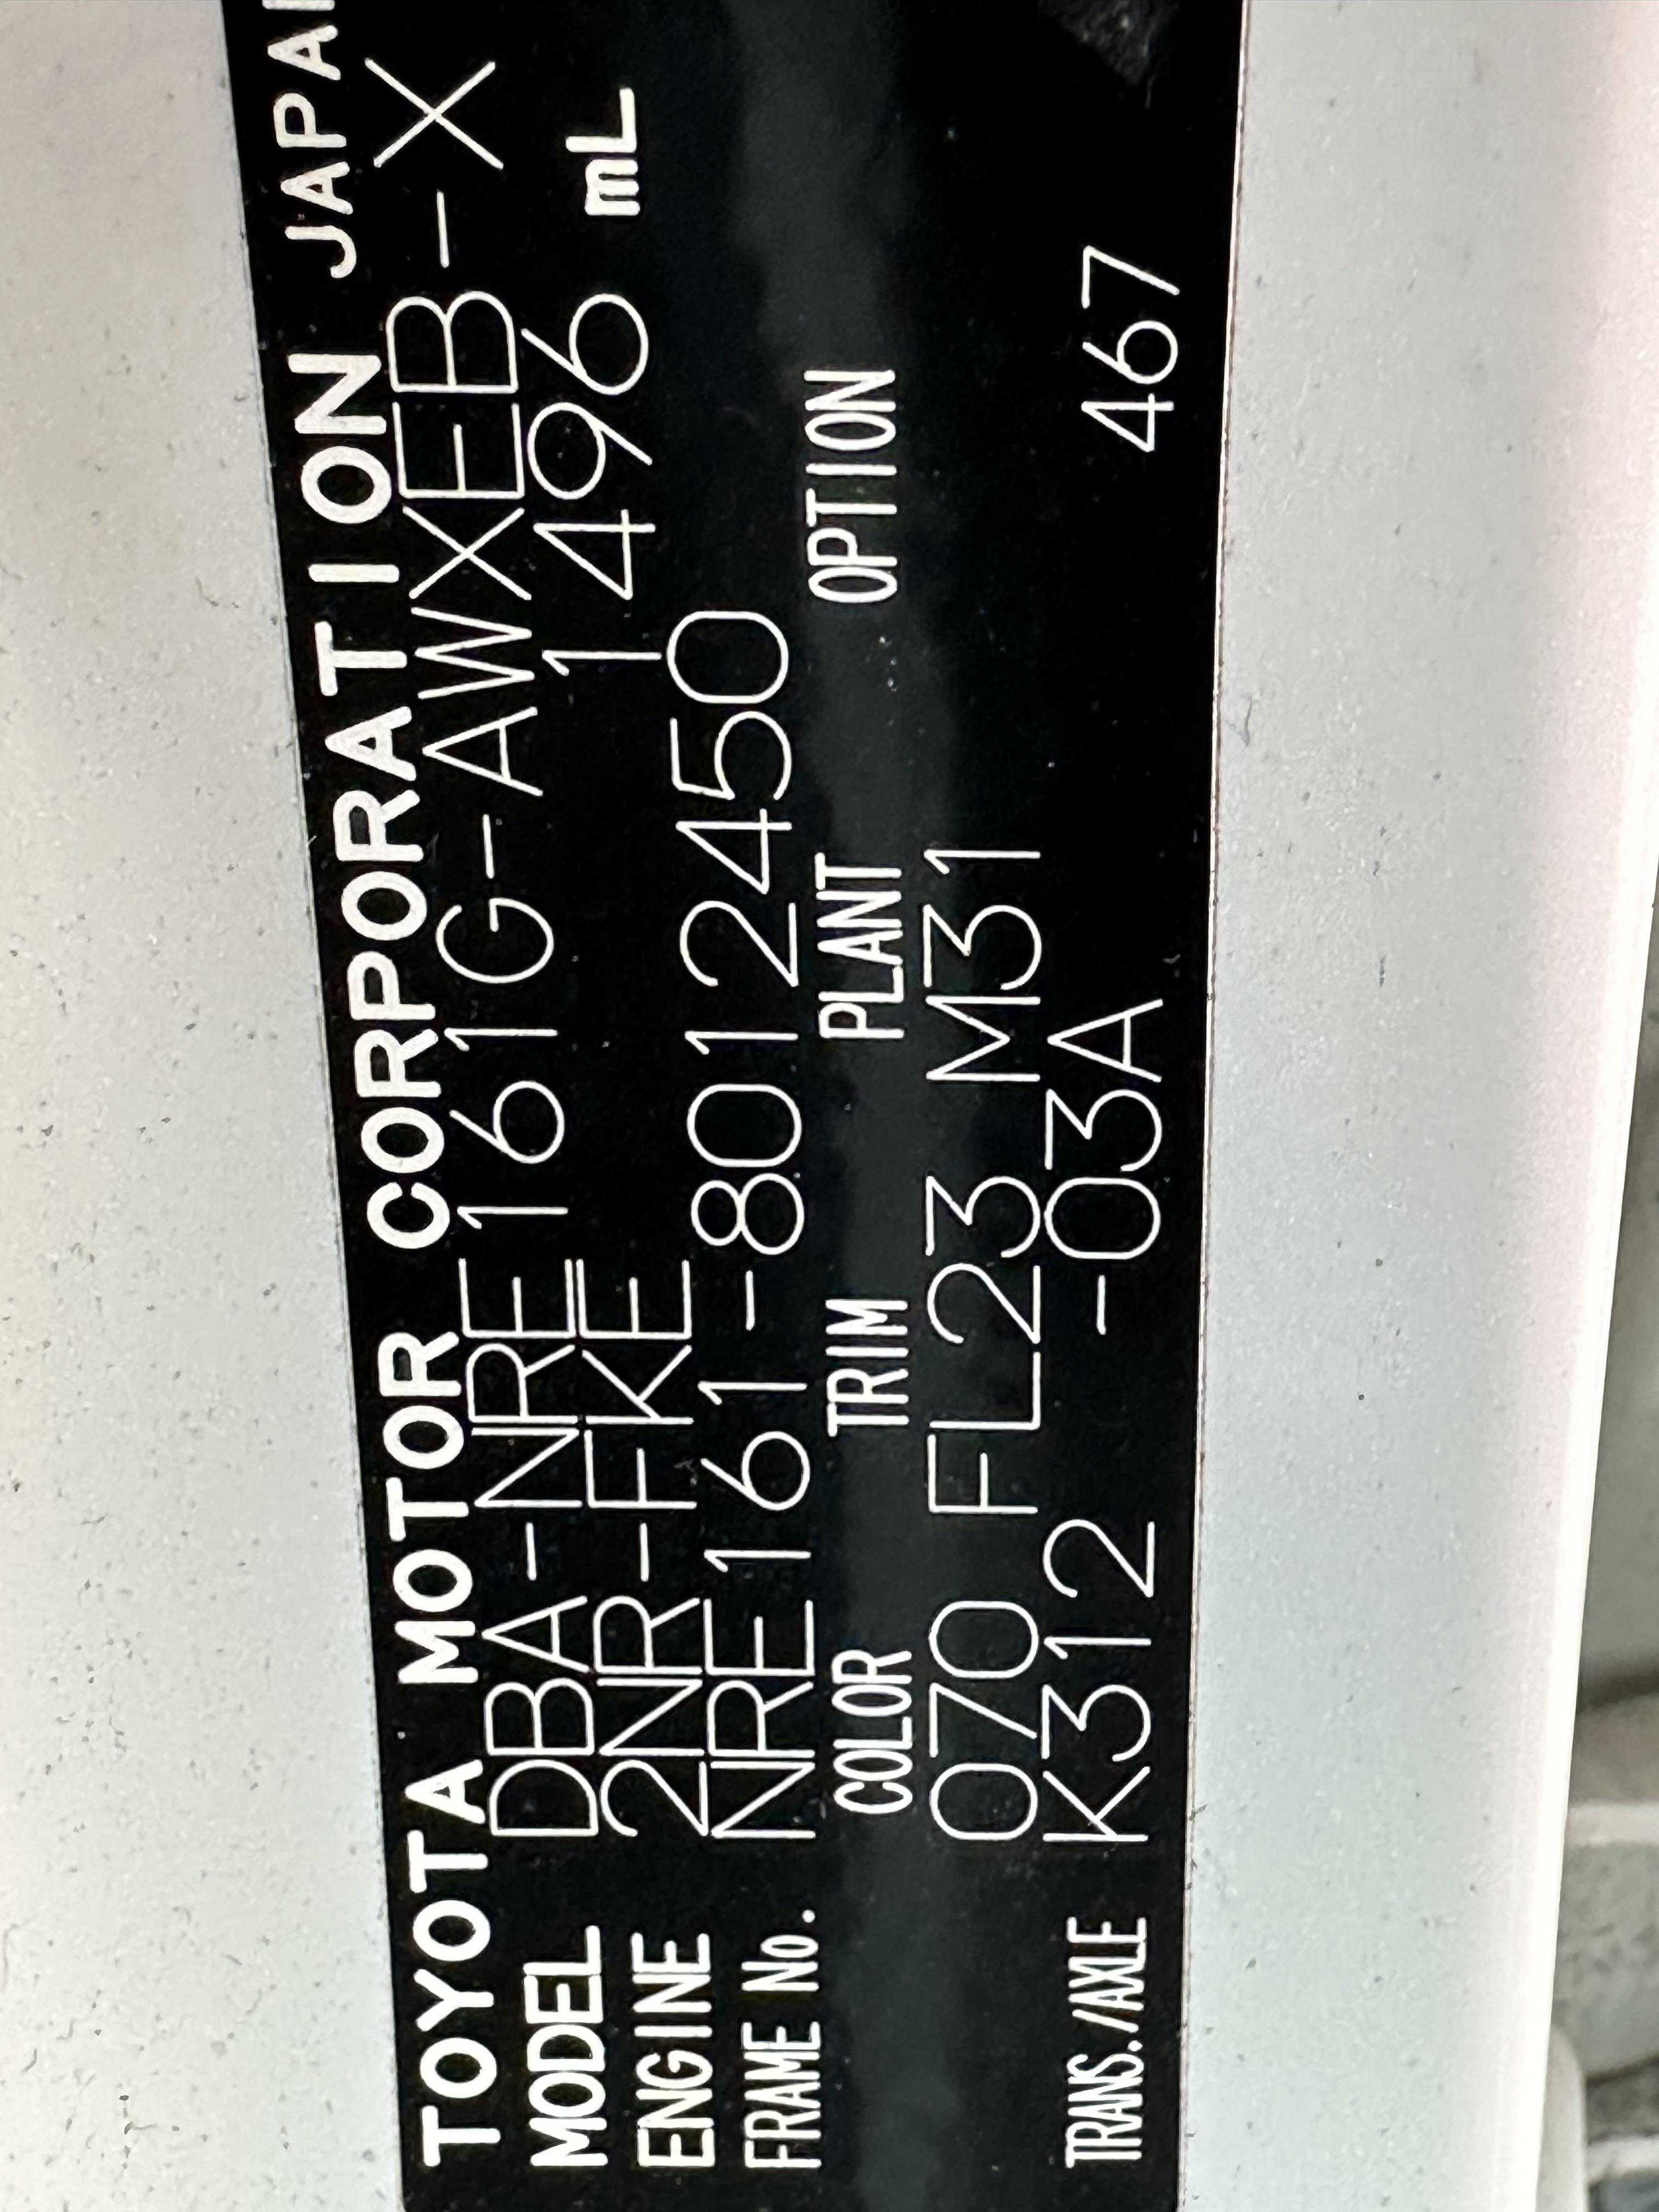 TOYOTA MOTOR CORPORATION JAPAN
MODEL DBA-NRE161G-AWXEB-X
ENGINE 2NR-FKE 1496 mL
FRAME No. NRE161-8012450
COLOR TRIM PLANT OPTION
070 FL23 M31
TRANS./AXLE K312 -03A 467